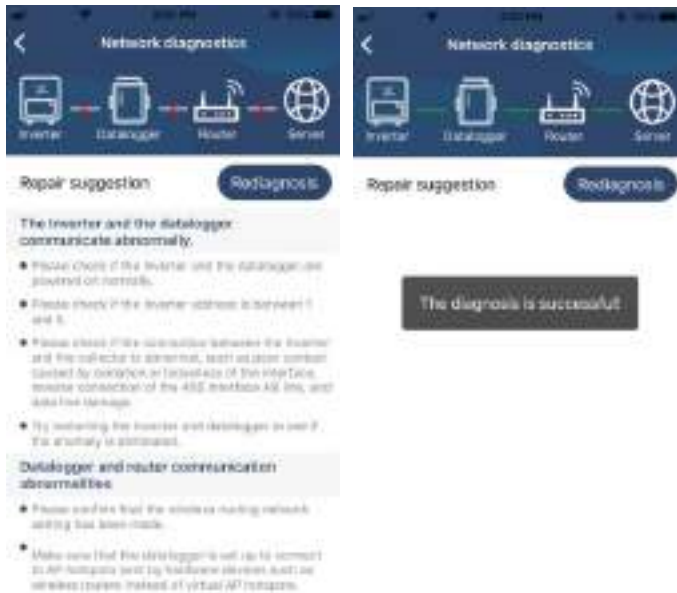 Network diagnostics
Inverter
Datalogger
Router
Server
Repair suggestion
Rediagnosis
The Inverter and the datalogger
communicate abnormally.
Please check if the Inverter and the datalogger are
powered on normally.
Please check if the Inverter address is between 1
and 5.
Please check if the connection between the Inverter
and the collector is abnormal, such as poor contact
caused by oxidation or looseness of the interface,
reverse connection of the 485 interface AB line, and
data line damage.
Try restarting the Inverter and datalogger to see if
the anomaly is eliminated.
Datalogger and router communication
abnormalities
Please confirm that the wireless routing network
setting has been made.
Make sure that the datalogger is set up to connect
to AP hotspots sent by hardware devices such as
wireless routers instead of virtual AP hotspots.
Network diagnostics
Inverter
Datalogger
Router
Server
Repair suggestion
Rediagnosis
The diagnosis is successful!